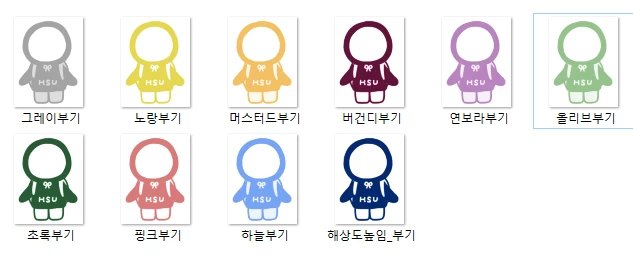 HSU
HSU
HSU
HSU
HSU
HSU
그레이부기
노랑부기
머스터드부기
버건디부기
연보라부기
올리브부기
HSU
HSU
HSU
HSU
초록부기
핑크부기
하늘부기
해상도높임_부기